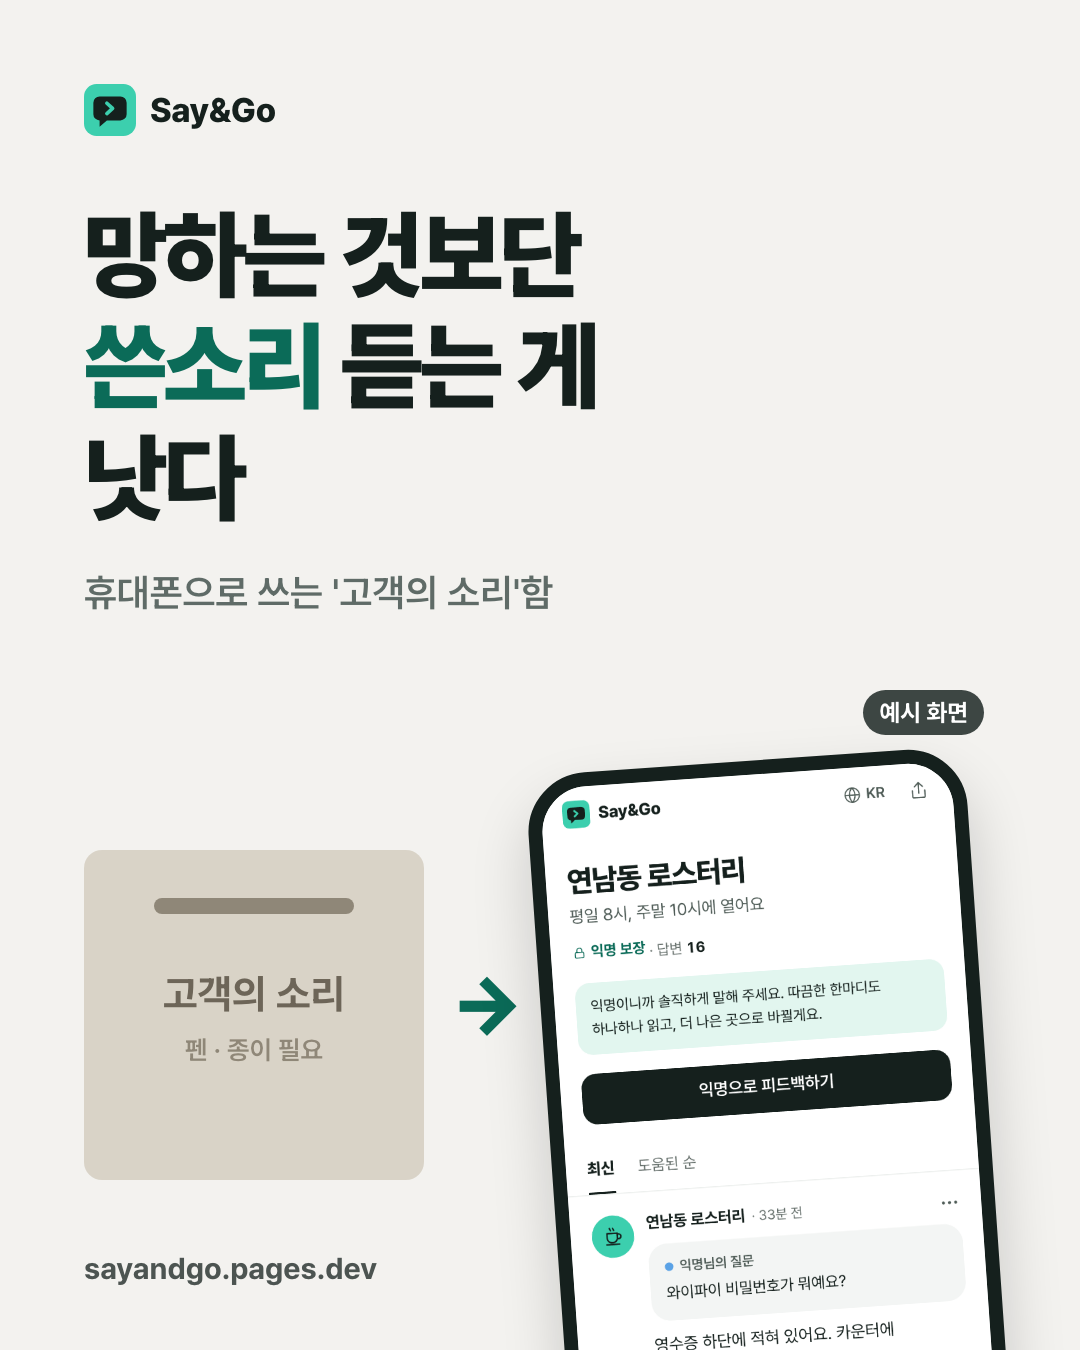 Say&Go
망하는 것보단
쓴소리 듣는 게
낫다
휴대폰으로 쓰는 '고객의 소리'함
예시 화면
Say&Go
KR
연남동 로스터리
평일 8시, 주말 10시에 열어요
익명 보장 · 답변 16
익명이니까 솔직하게 말해 주세요. 따끔한 한마디도
하나하나 읽고, 더 나은 곳으로 바뀔게요.
익명으로 피드백하기
최신 도움된 순
연남동 로스터리 · 33분 전
익명님의 질문
와이파이 비밀번호가 뭐예요?
영수증 하단에 적혀 있어요. 카운터에
고객의 소리
펜 · 종이 필요
sayandgo.pages.dev